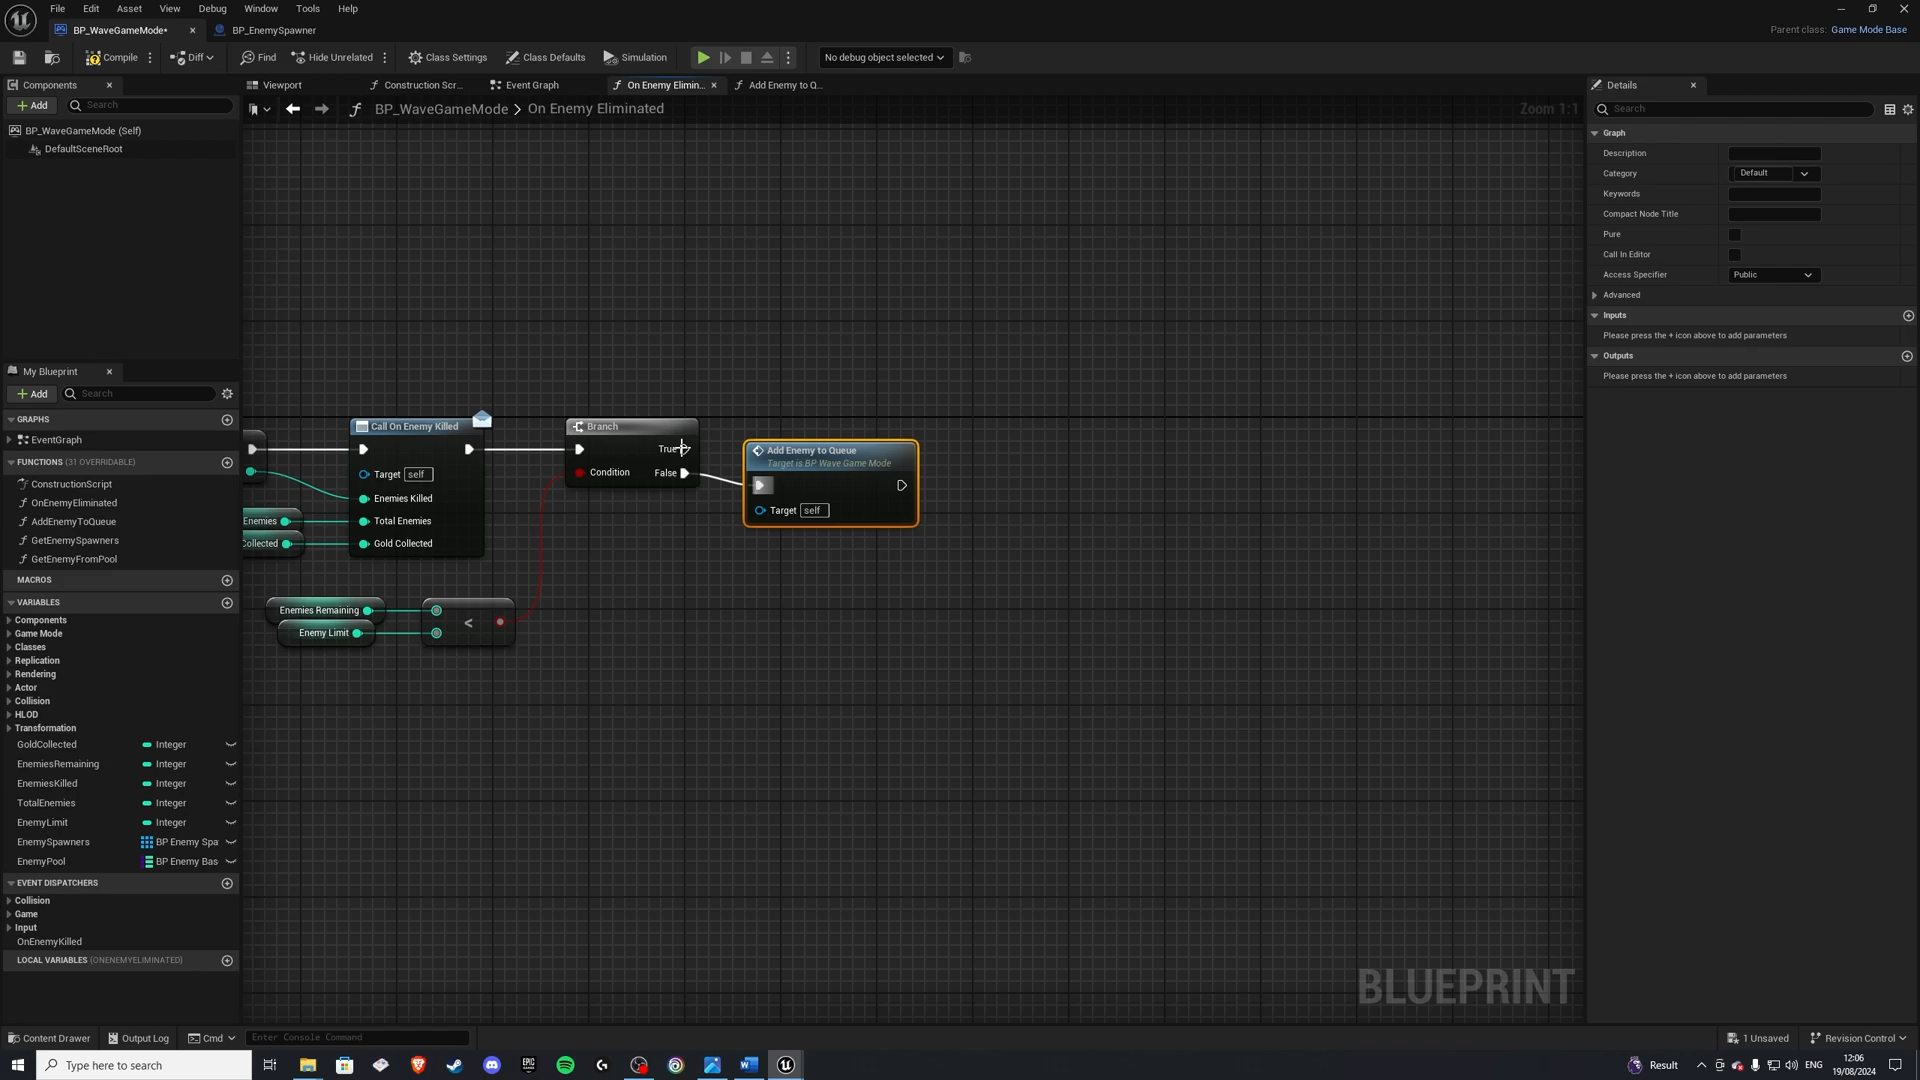 File Edit Asset View Debug Window Tools Help
BP_WaveGameMode* BP_EnemySpawner
Parent class: Game Mode Base
Compile Diff Find Hide Unrelated Class Settings Class Defaults Simulation No debug object selected
Components
Add Search
BP_WaveGameMode (Self)
DefaultSceneRoot
Viewport Construction Scr... Event Graph On Enemy Elimin... Add Enemy to Q...
BP_WaveGameMode > On Enemy Eliminated
Zoom 1:1
Call On Enemy Killed
Target self
Enemies Killed
Enemies
Total Enemies
Collected
Gold Collected
Branch
True
Condition False
Add Enemy to Queue
Target is BP Wave Game Mode
Target self
Enemies Remaining
Enemy Limit
<
BLUEPRINT
My Blueprint
Add Search
GRAPHS
EventGraph
FUNCTIONS (31 OVERRIDABLE)
ConstructionScript
OnEnemyEliminated
AddEnemyToQueue
GetEnemySpawners
GetEnemyFromPool
MACROS
VARIABLES
Components
Game Mode
Classes
Replication
Rendering
Actor
Collision
HLOD
Transformation
GoldCollected Integer
EnemiesRemaining Integer
EnemiesKilled Integer
TotalEnemies Integer
EnemyLimit Integer
EnemySpawners BP Enemy Spa
EnemyPool BP Enemy Bas
EVENT DISPATCHERS
Collision
Game
Input
OnEnemyKilled
LOCAL VARIABLES (ONENEMYELIMINATED)
Details
Search
Graph
Description
Category Default
Keywords
Compact Node Title
Pure
Call In Editor
Access Specifier Public
Advanced
Inputs
Please press the + icon above to add parameters
Outputs
Please press the + icon above to add parameters
Content Drawer Output Log Cmd Enter Console Command
1 Unsaved Revision Control
Type here to search
Result ENG 12:06
19/08/2024